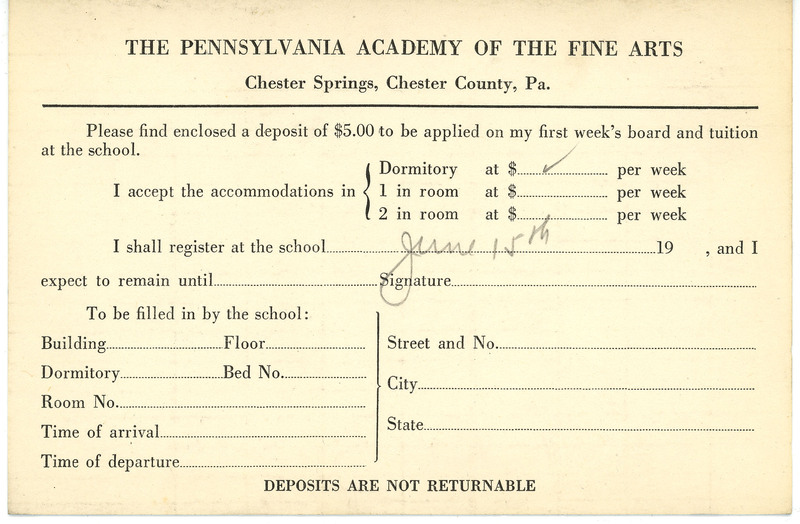 THE PENNSYLVANIA ACADEMY OF THE FINE ARTS
Chester Springs, Chester County, Pa.
Please find enclosed a deposit of $5.00 to be applied on my first week's board and tuition
at the school.
I accept the accommodations in { Dormitory at $..........✓.......... per week
1 in room at $.................... per week
2 in room at $.................... per week
I shall register at the school.......... June 15th ..........19 , and I
expect to remain until....................Signature....................
To be filled in by the school:
Building....................Floor....................
Dormitory....................Bed No.....................
Room No.....................
Time of arrival....................
Time of departure....................
Street and No.....................
City....................
State....................
DEPOSITS ARE NOT RETURNABLE